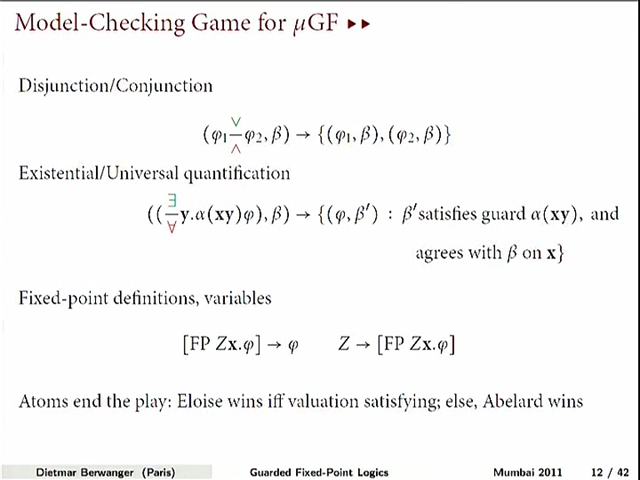 Model-Checking Game for µGF ▸▸
Disjunction/Conjunction
(φ₁ ∨/∧ φ₂, β) → {(φ₁, β), (φ₂, β)}
Existential/Universal quantification
((∃/∀ y.α(xy)φ), β) → {(φ, β′) : β′satisfies guard α(xy), and
agrees with β on x}
Fixed-point definitions, variables
[FP Zx.φ] → φ Z → [FP Zx.φ]
Atoms end the play: Eloise wins iff valuation satisfying; else, Abelard wins
Dietmar Berwanger (Paris) Guarded Fixed-Point Logics Mumbai 2011 12 / 42